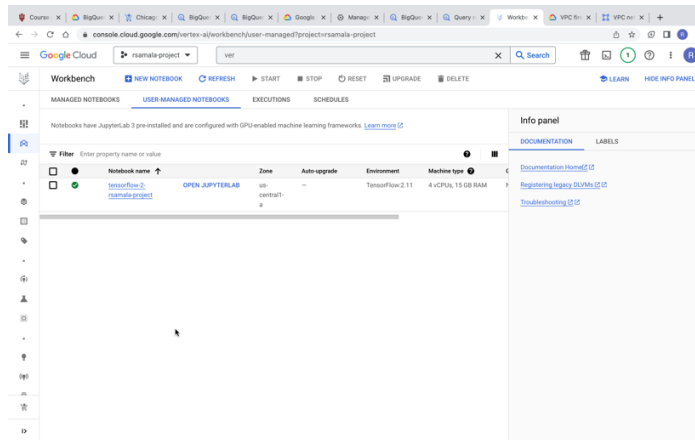 Course
BigQue
Chicag
BigQue
BigQue
Google
Manage
BigQue
Query
Workbe
VPC fire
VPC net
console.cloud.google.com/vertex-ai/workbench/user-managed?project=rsamala-project
Google Cloud
rsamala-project
ver
Search
1
R
Workbench
NEW NOTEBOOK
REFRESH
START
STOP
RESET
UPGRADE
DELETE
LEARN
HIDE INFO PANEL
MANAGED NOTEBOOKS
USER-MANAGED NOTEBOOKS
EXECUTIONS
SCHEDULES
Notebooks have JupyterLab 3 pre-installed and are configured with GPU-enabled machine learning frameworks. Learn more
Filter Enter property name or value
Notebook name
Zone
Auto-upgrade
Environment
Machine type
tensorflow-2-
rsamala-project
OPEN JUPYTERLAB
us-
central1-
a
—
TensorFlow:2.11
4 vCPUs, 15 GB RAM
Info panel
DOCUMENTATION
LABELS
Documentation Home
Registering legacy DLVMs
Troubleshooting